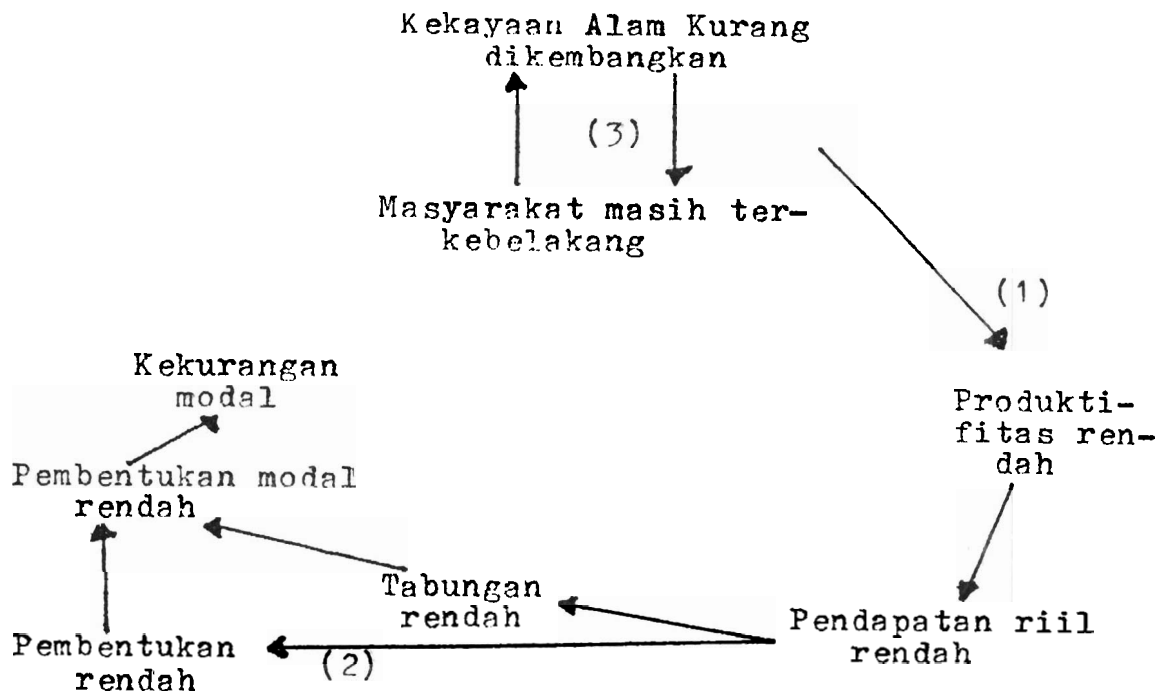 Kekayaan Alam Kurang
dikembangkan
(3)
Masyarakat masih ter-
kebelakang
(1)
Kekurangan
modal
Produkti-
fitas ren-
dah
Pembentukan modal
rendah
Tabungan
rendah
Pendapatan riil
rendah
Pembentukan
rendah
(2)